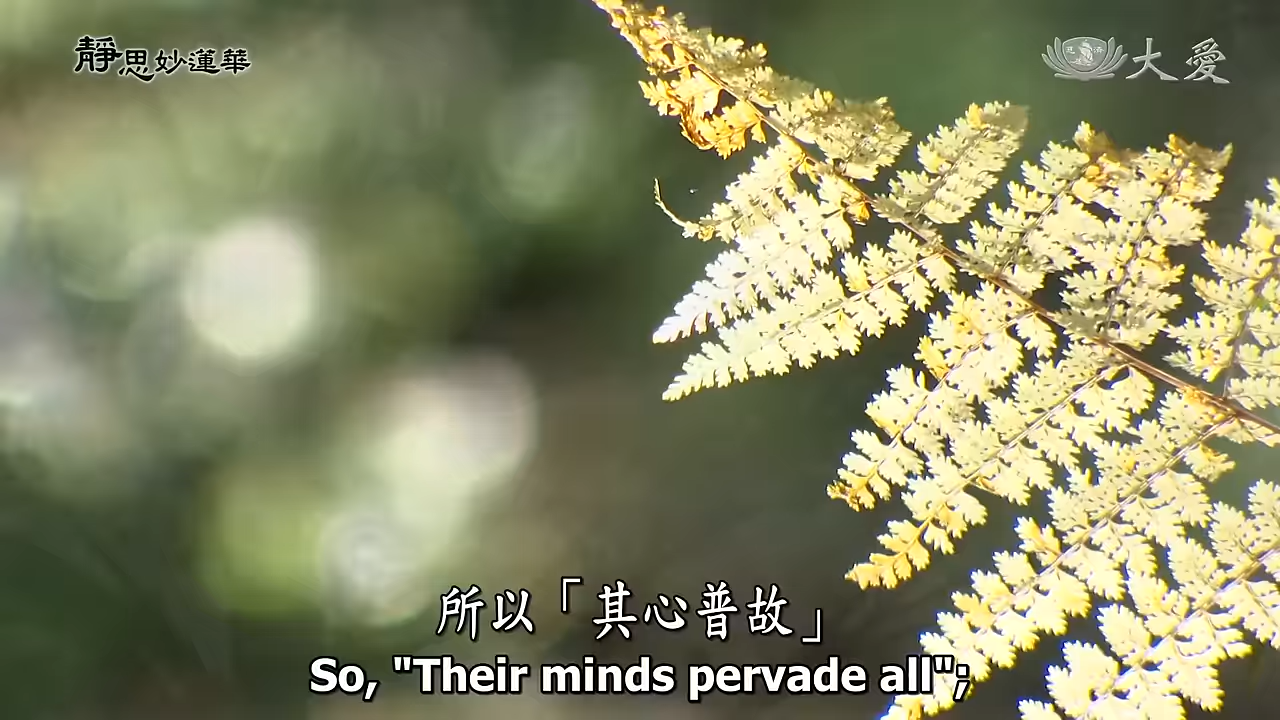 靜思妙蓮華
大愛
所以「其心普故」
So, "Their minds pervade all";